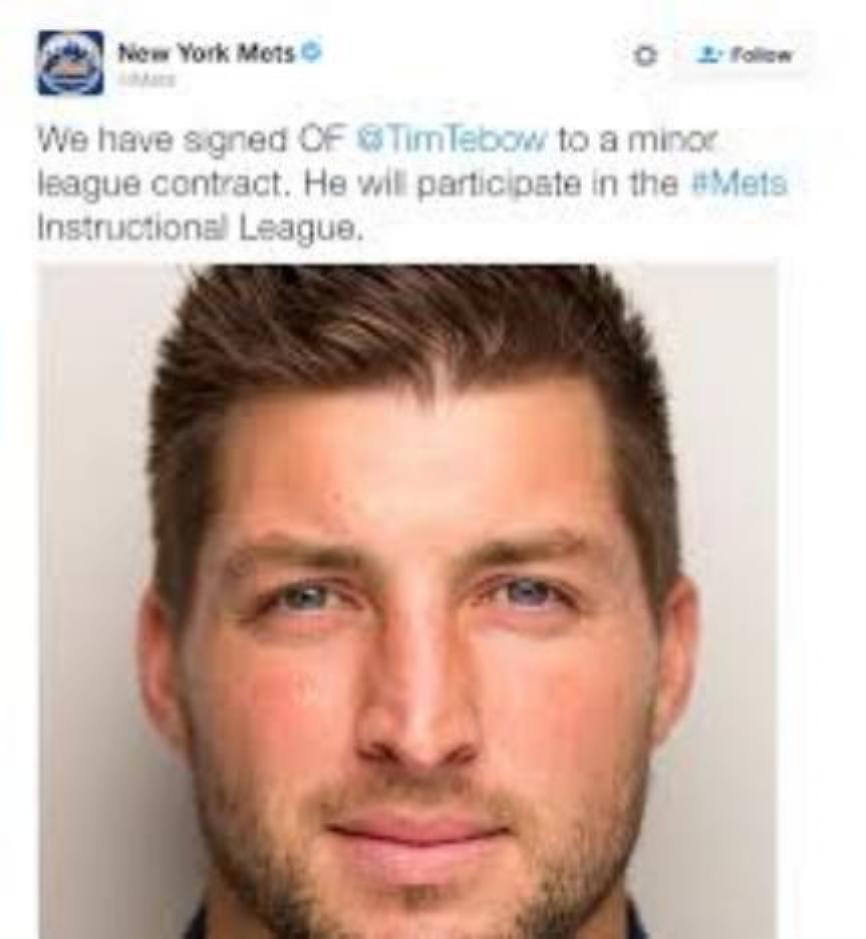 New York Mets
@Mets
Follow
We have signed OF @TimTebow to a minor
league contract. He will participate in the #Mets
Instructional League.